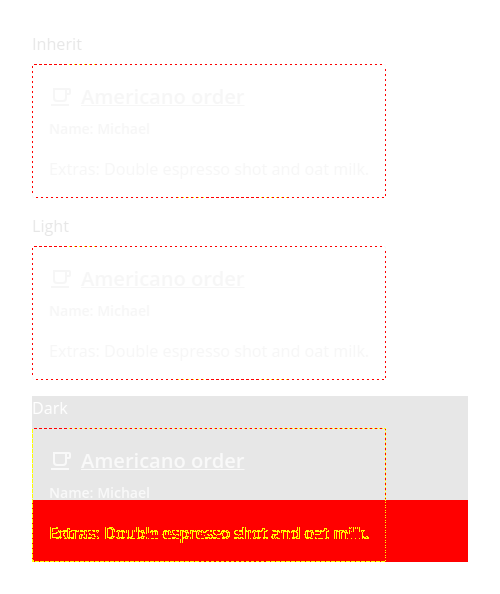 Inherit
Americano order
Name: Michael
Extras: Double espresso shot and oat milk.
Light
Americano order
Name: Michael
Extras: Double espresso shot and oat milk.
Dark
Americano order
Name: Michael
Extras: Double espresso shot and oat milk.